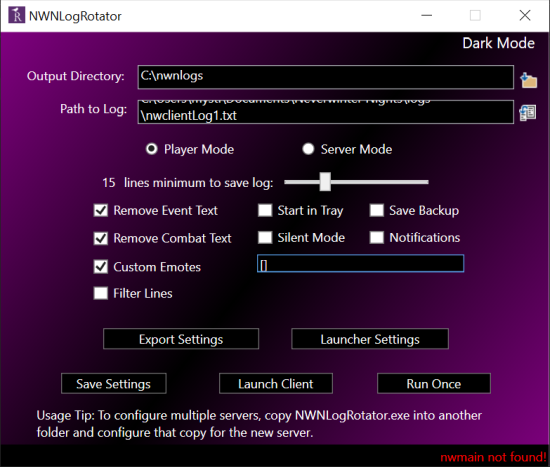 NWNLogRotator
Dark Mode
Output Directory: C:\nwnlogs
Path to Log: C:\Users\mystr\Documents\Neverwinter Nights\logs
\nwclientLog1.txt
Player Mode Server Mode
15 lines minimum to save log:
Remove Event Text Start in Tray Save Backup
Remove Combat Text Silent Mode Notifications
Custom Emotes []
Filter Lines
Export Settings Launcher Settings
Save Settings Launch Client Run Once
Usage Tip: To configure multiple servers, copy NWNLogRotator.exe into another
folder and configure that copy for the new server.
nwmain not found!